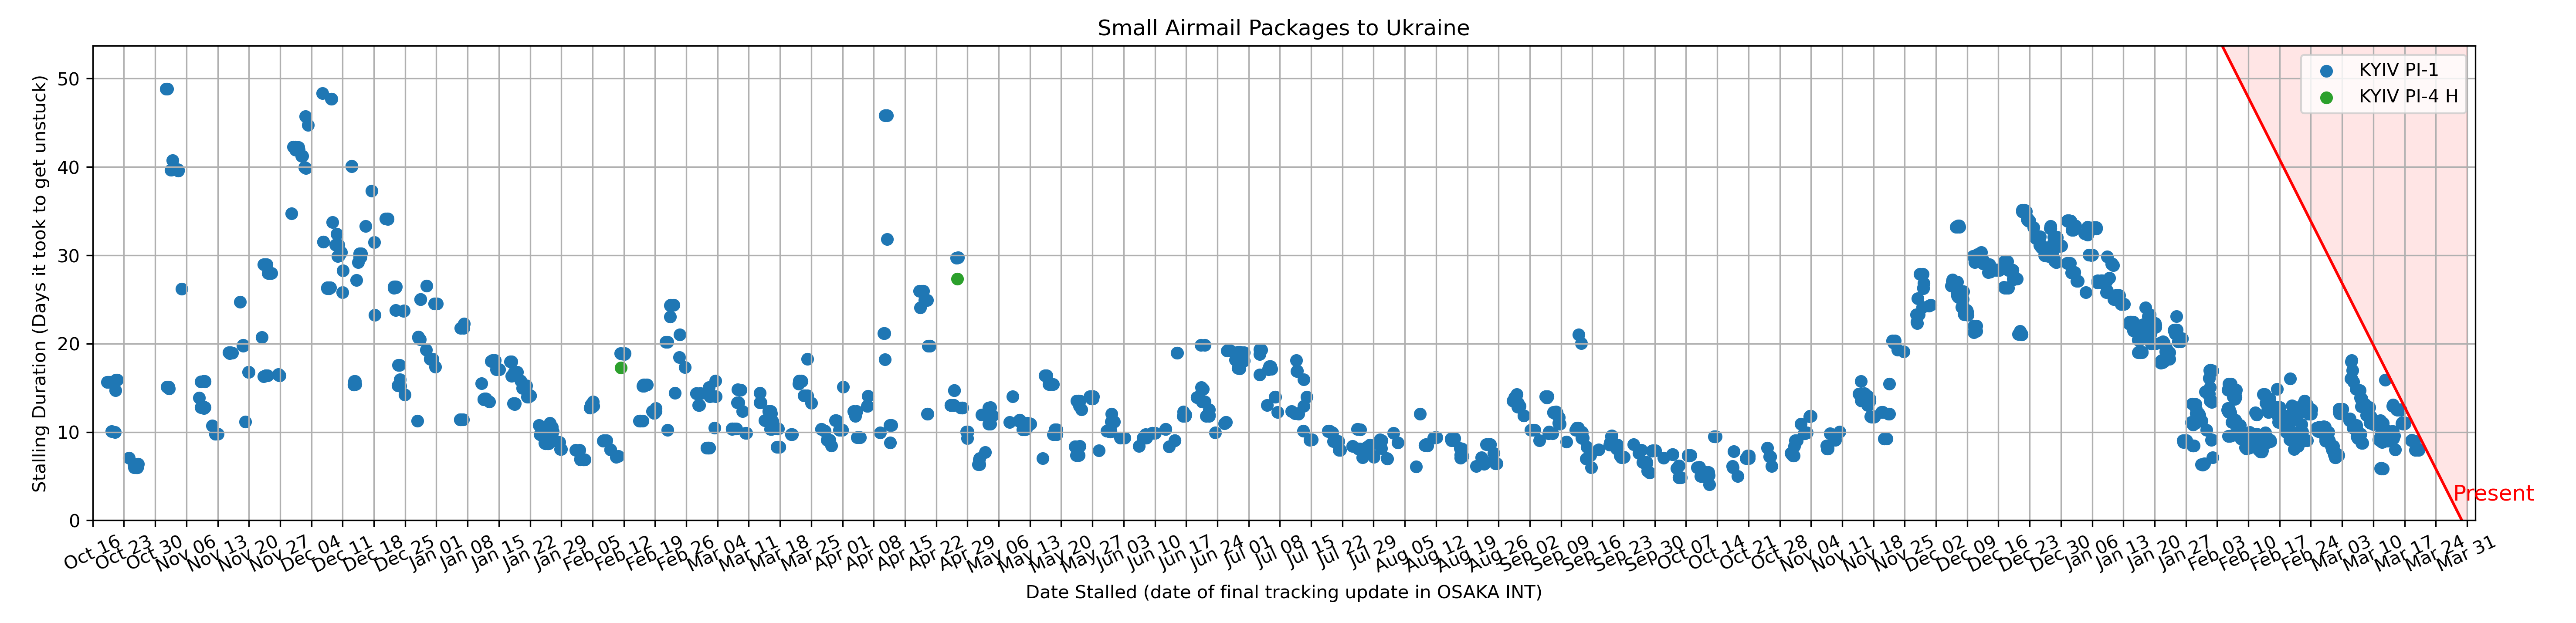 Small Airmail Packages to Ukraine
KYIV PI-1
KYIV PI-4 H
Stalling Duration (Days it took to get unstuck)
50
40
30
20
10
0
Present
Oct 16
Oct 23
Oct 30
Nov 06
Nov 13
Nov 20
Nov 27
Dec 04
Dec 11
Dec 18
Dec 25
Jan 01
Jan 08
Jan 15
Jan 22
Jan 29
Feb 05
Feb 12
Feb 19
Feb 26
Mar 04
Mar 11
Mar 18
Mar 25
Apr 01
Apr 08
Apr 15
Apr 22
Apr 29
May 06
May 13
May 20
May 27
Jun 03
Jun 10
Jun 17
Jun 24
Jul 01
Jul 08
Jul 15
Jul 22
Jul 29
Aug 05
Aug 12
Aug 19
Aug 26
Sep 02
Sep 09
Sep 16
Sep 23
Sep 30
Oct 07
Oct 14
Oct 21
Oct 28
Nov 04
Nov 11
Nov 18
Nov 25
Dec 02
Dec 09
Dec 16
Dec 23
Dec 30
Jan 06
Jan 13
Jan 20
Jan 27
Feb 03
Feb 10
Feb 17
Feb 24
Mar 03
Mar 10
Mar 17
Mar 24
Mar 31
Date Stalled (date of final tracking update in OSAKA INT)